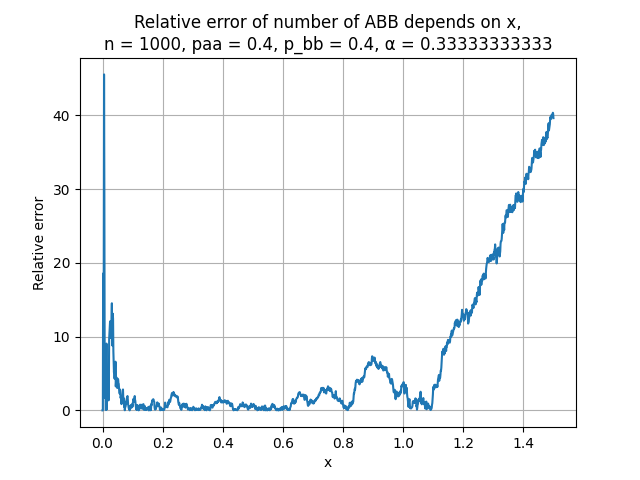 Relative error of number of ABB depends on x,
n = 1000, paa = 0.4, p_bb = 0.4, α = 0.33333333333
Relative error
40
30
20
10
0
0.0 0.2 0.4 0.6 0.8 1.0 1.2 1.4
x